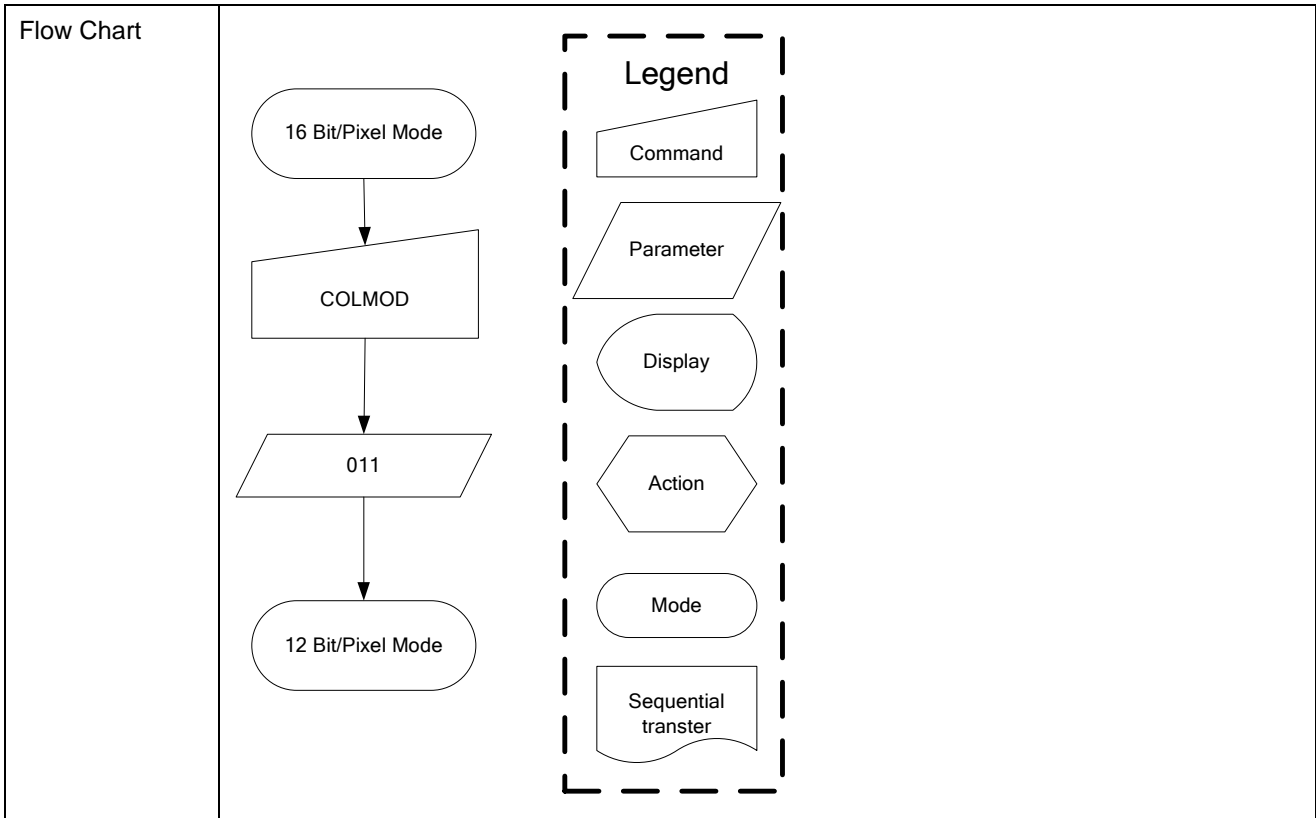 Flow Chart
16 Bit/Pixel Mode
COLMOD
011
12 Bit/Pixel Mode
Legend
Command
Parameter
Display
Action
Mode
Sequential
transter